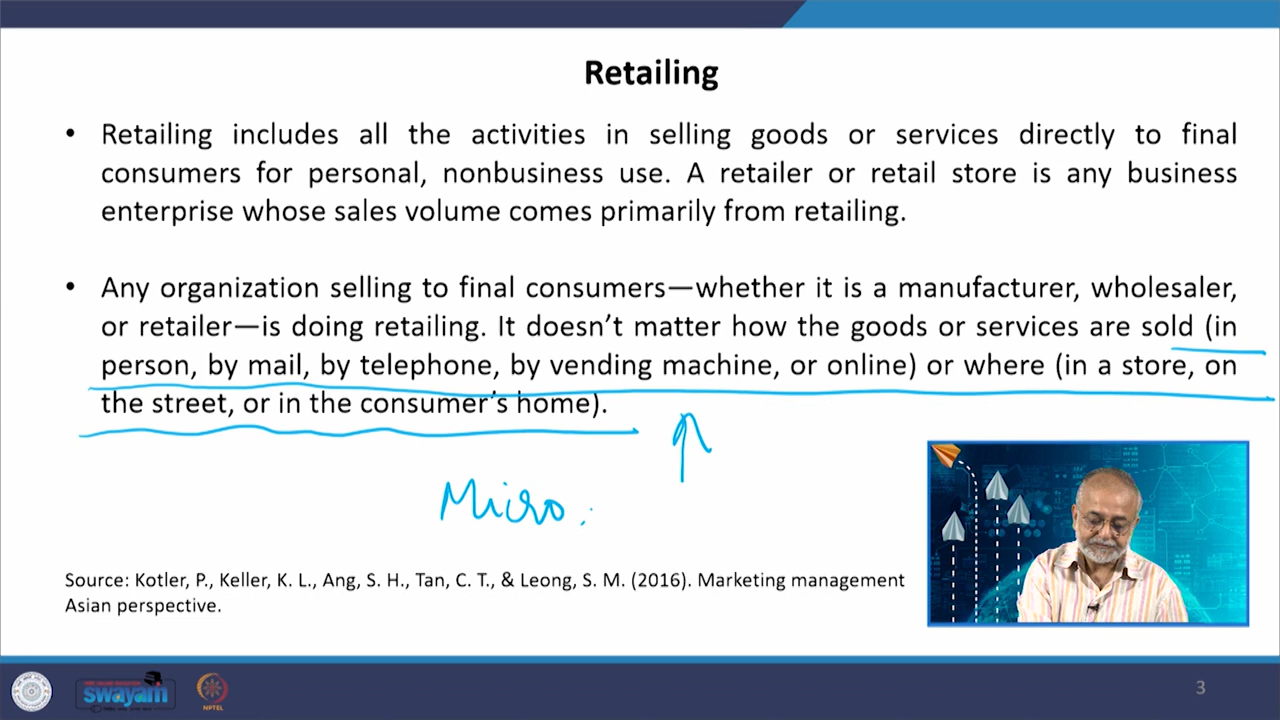 Retailing
• Retailing includes all the activities in selling goods or services directly to final
consumers for personal, nonbusiness use. A retailer or retail store is any business
enterprise whose sales volume comes primarily from retailing.
• Any organization selling to final consumers—whether it is a manufacturer, wholesaler,
or retailer—is doing retailing. It doesn’t matter how the goods or services are sold (in
person, by mail, by telephone, by vending machine, or online) or where (in a store, on
the street, or in the consumer’s home).
Micro
Source: Kotler, P., Keller, K. L., Ang, S. H., Tan, C. T., & Leong, S. M. (2016). Marketing management
Asian perspective.
swayam
NPTEL
3